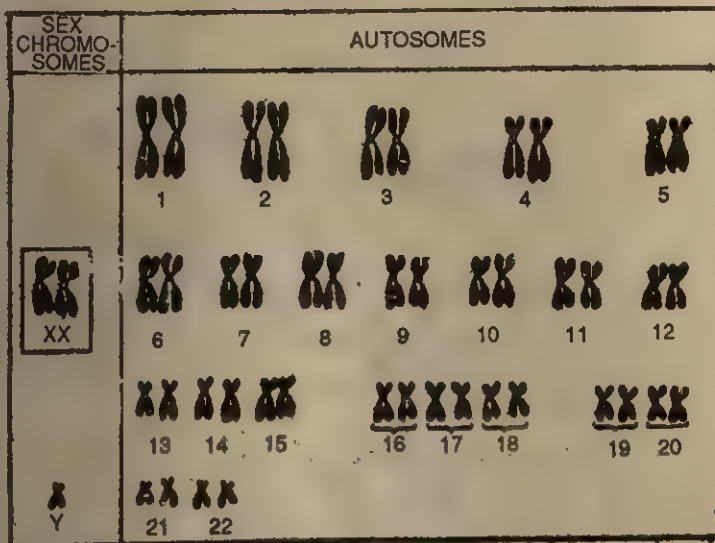 SEX
CHROMO-
SOMES
AUTOSOMES
1 2 3 4 5
XX
6 7 8 9 10 11 12
13 14 15 16 17 18 19 20
Y
21 22